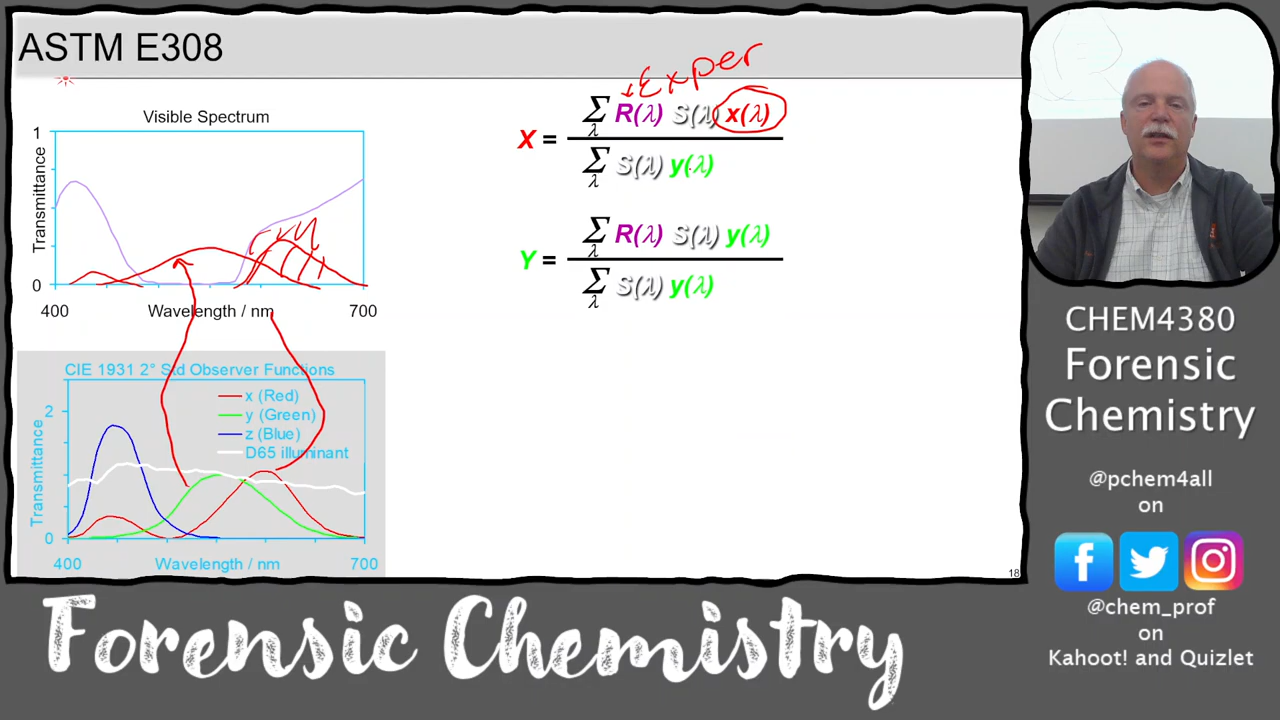 ASTM E308
Exper
Visible Spectrum
1
Transmittance
0
400
Wavelength / nm
700
X =
∑λ R(λ) S(λ) x(λ)
∑λ S(λ) y(λ)
Y =
∑λ R(λ) S(λ) y(λ)
∑λ S(λ) y(λ)
CIE 1931 2° Std Observer Functions
x (Red)
y (Green)
z (Blue)
D65 illuminant
2
Transmittance
0
400
Wavelength / nm
700
18
CHEM4380
Forensic
Chemistry
@pchem4all
on
@chem_prof
on
Kahoot! and Quizlet
Forensic Chemistry